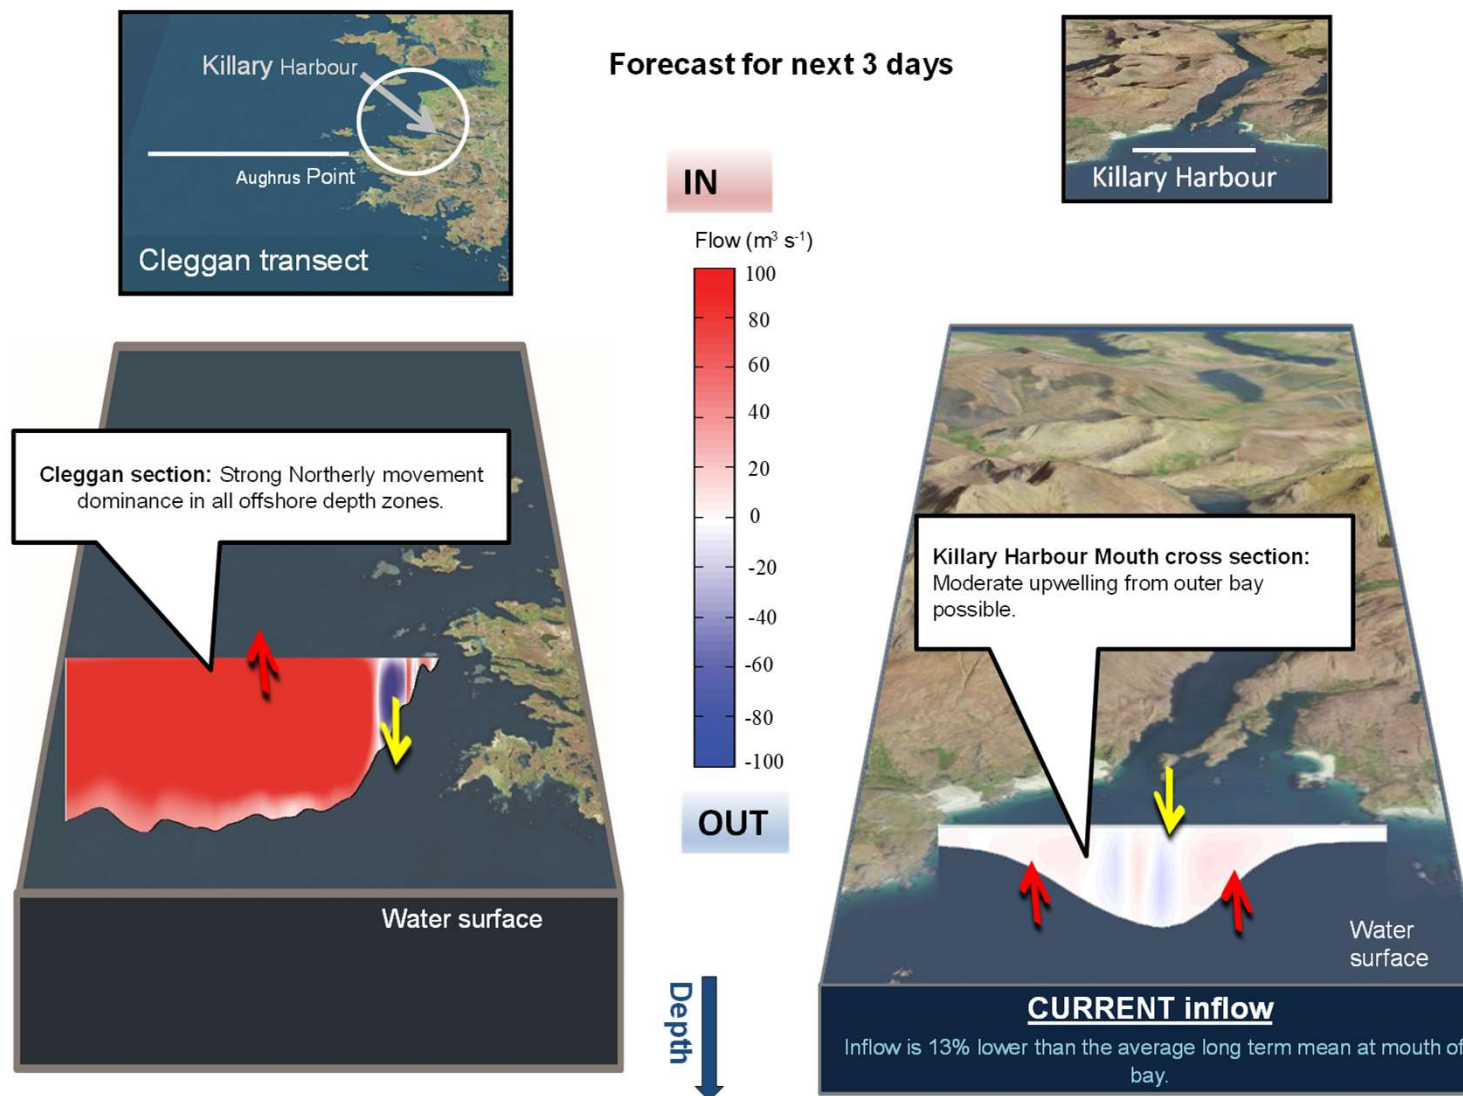 Killary Harbour
Aughrus Point
Cleggan transect
Forecast for next 3 days
Killary Harbour
IN
Flow (m³ s⁻¹)
100
80
60
40
20
0
-20
-40
-60
-80
-100
OUT
Cleggan section: Strong Northerly movement
dominance in all offshore depth zones.
Water surface
Depth
Killary Harbour Mouth cross section:
Moderate upwelling from outer bay
possible.
Water
surface
CURRENT inflow
Inflow is 13% lower than the average long term mean at mouth of
bay.